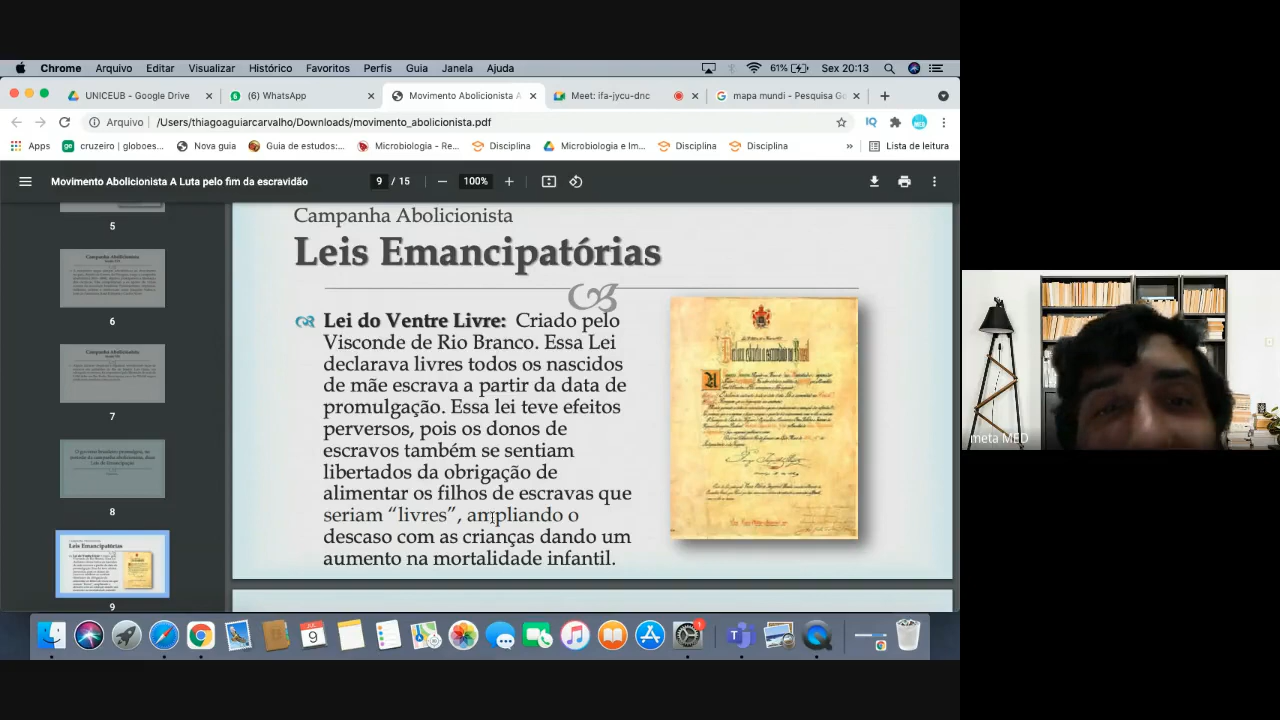 Chrome Arquivo Editar Visualizar Histórico Favoritos Perfis Guia Janela Ajuda 61% Sex 20:13
UNICEUB - Google Drive (6) WhatsApp Movimento Abolicionista A Meet: ifa-jycu-dnc mapa mundi - Pesquisa Go
Arquivo /Users/thiagoaguiarcarvalho/Downloads/movimento_abolicionista.pdf IQ
Apps ge cruzeiro | globoes... Nova guia Guia de estudos:... Microbiologia - Re... Disciplina Microbiologia e Im... Disciplina Disciplina » Lista de leitura
Movimento Abolicionista A Luta pelo fim da escravidão 9 / 15 — 100% +
5
6
7
8
9
Campanha Abolicionista
Leis Emancipatórias
Lei do Ventre Livre: Criado pelo
Visconde de Rio Branco. Essa Lei
declarava livres todos os nascidos
de mãe escrava a partir da data de
promulgação. Essa lei teve efeitos
perversos, pois os donos de
escravos também se sentiam
libertados da obrigação de
alimentar os filhos de escravas que
seriam “livres”, ampliando o
descaso com as crianças dando um
aumento na mortalidade infantil.
meta MED
JUL
9
1